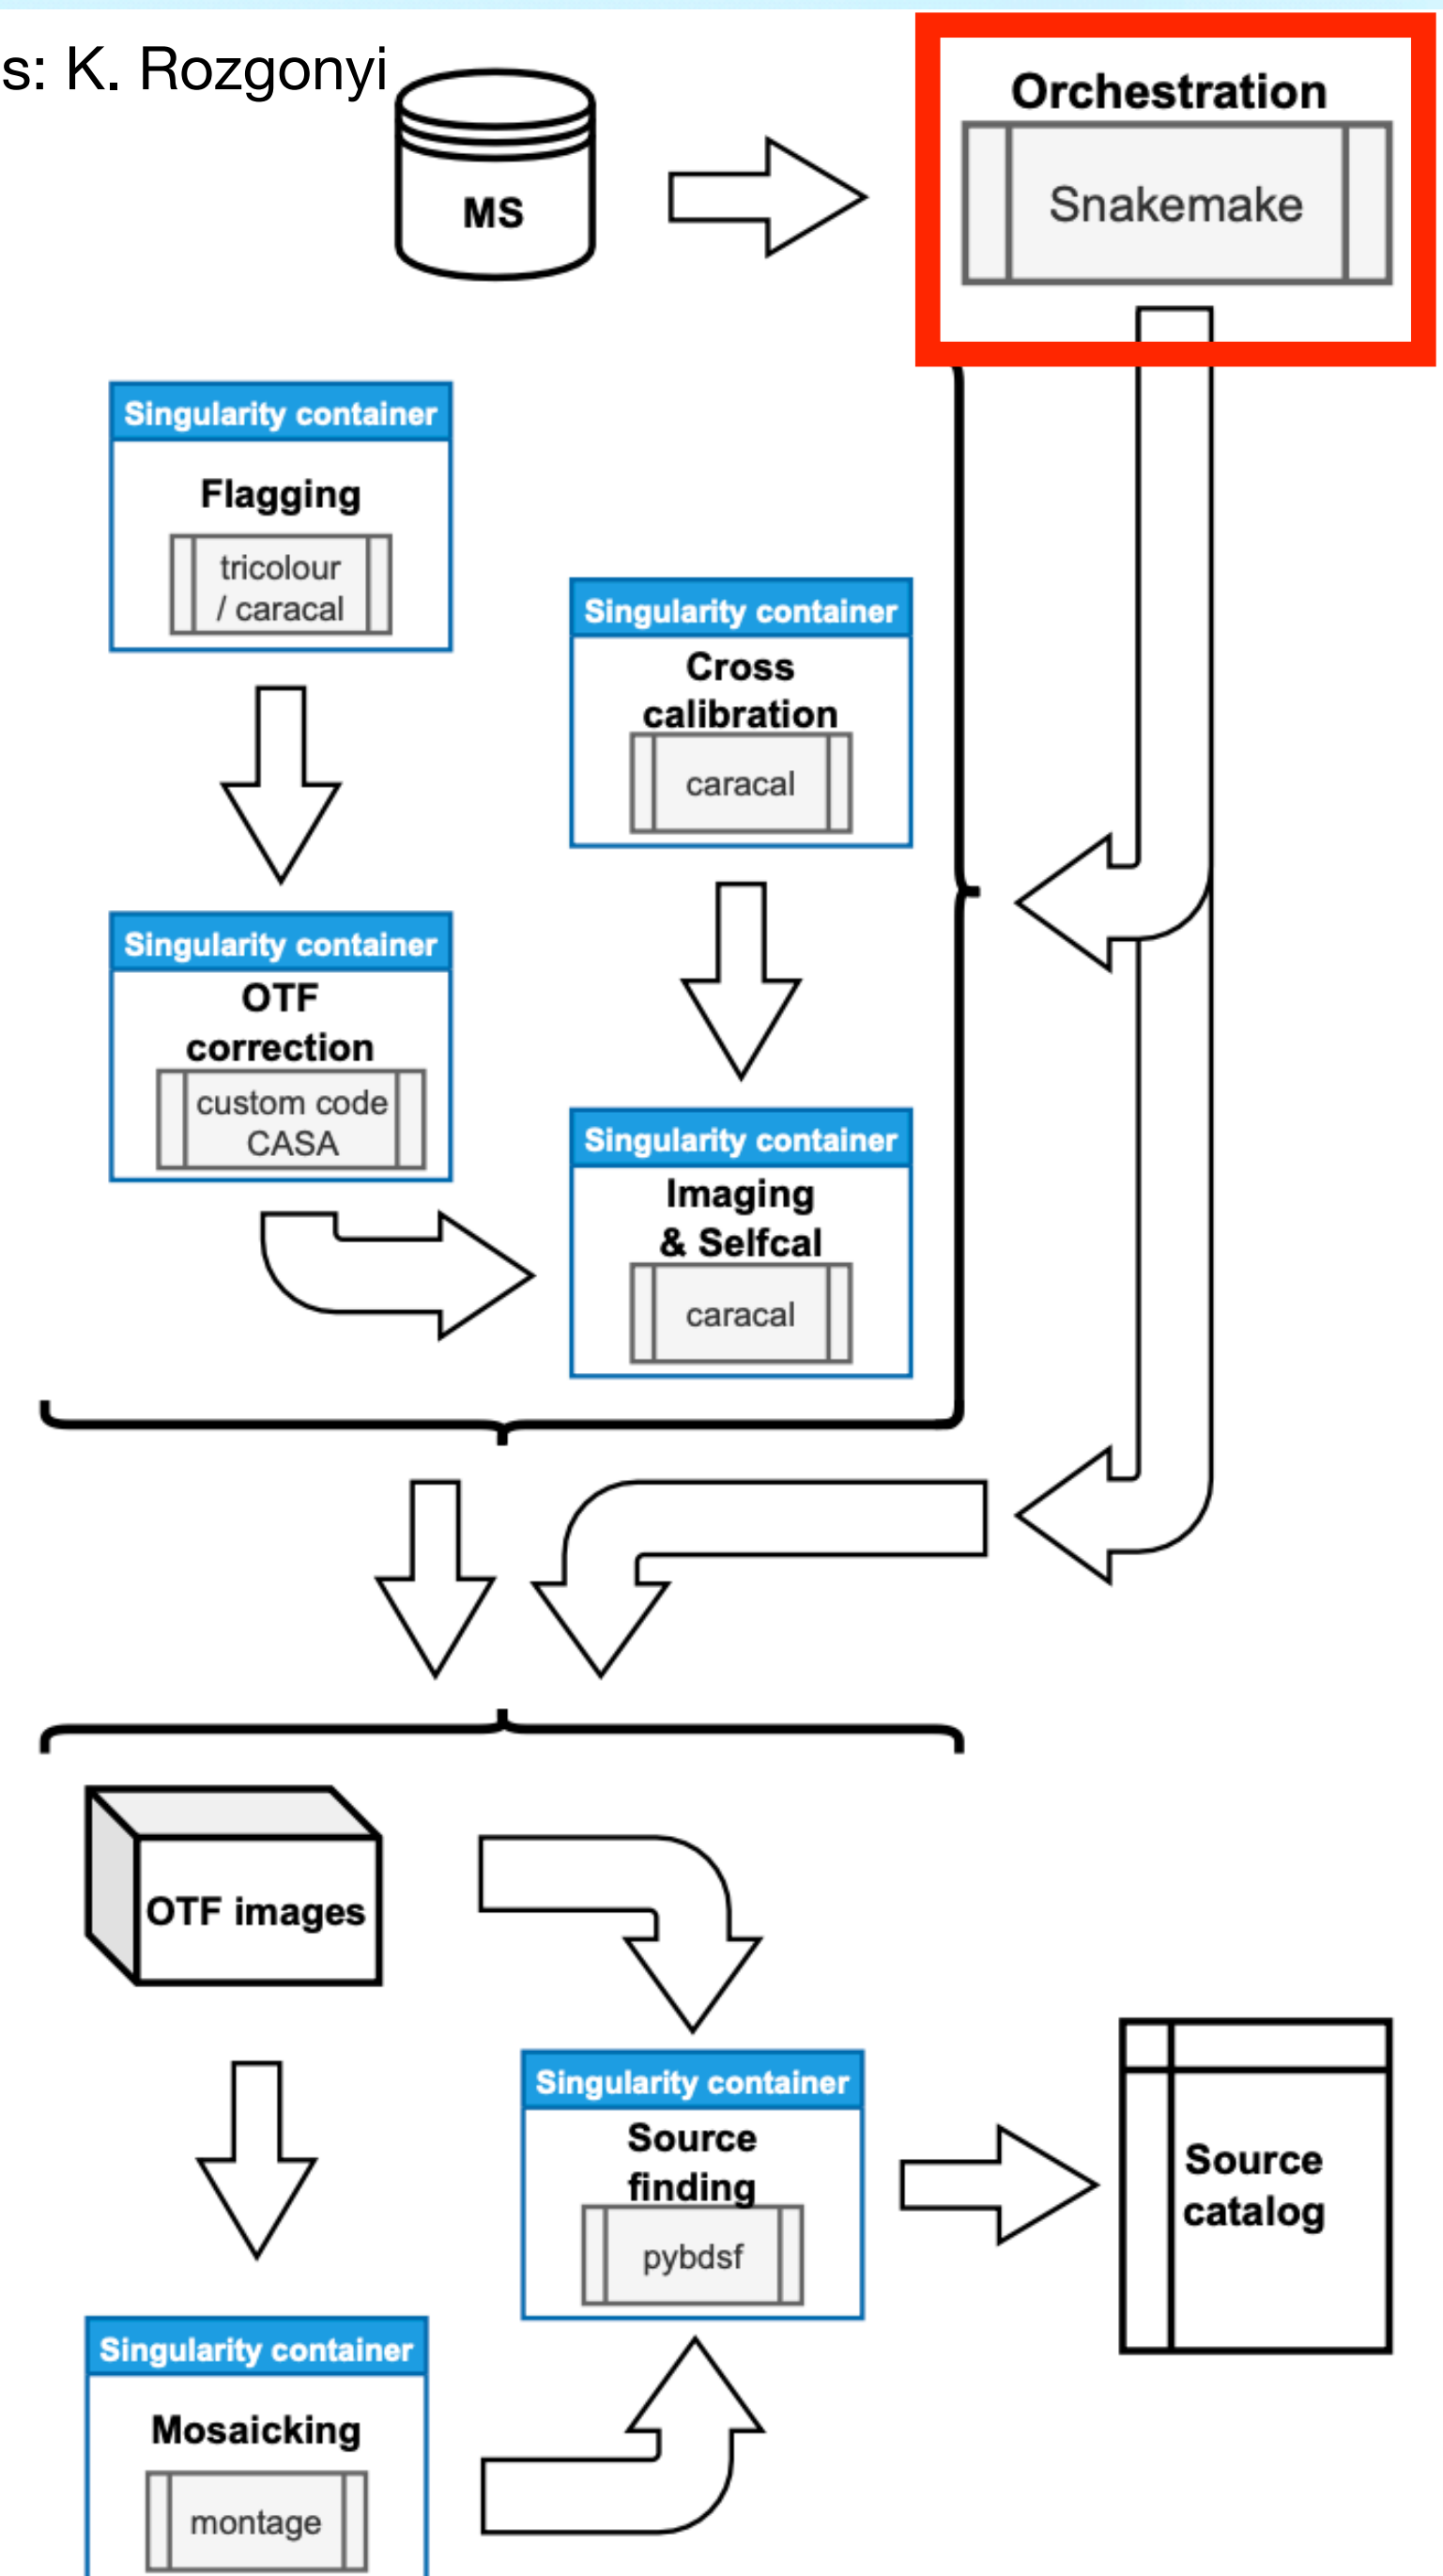 s: K. Rozgonyi
MS
Orchestration
Snakemake
Singularity container
Flagging
tricolour
/ caracal
Singularity container
Cross
calibration
caracal
Singularity container
OTF
correction
custom code
CASA
Singularity container
Imaging
& Selfcal
caracal
OTF images
Singularity container
Source
finding
pybdsf
Source
catalog
Singularity container
Mosaicking
montage